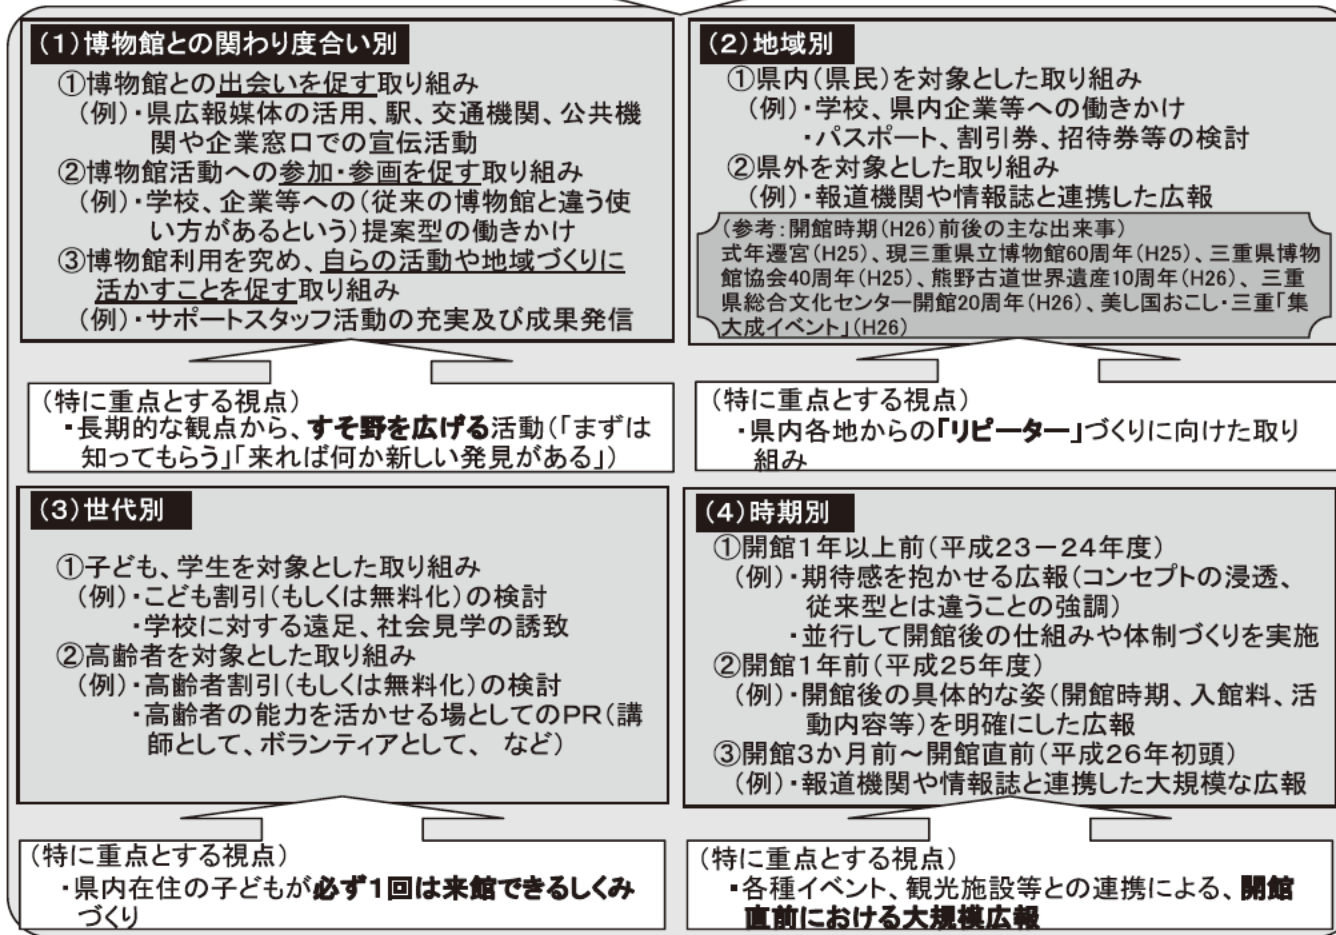 (1)博物館との関わり度合い別
①博物館との出会いを促す取り組み
(例)・県広報媒体の活用、駅、交通機関、公共機
関や企業窓口での宣伝活動
②博物館活動への参加・参画を促す取り組み
(例)・学校、企業等への(従来の博物館と違う使
い方があるという)提案型の働きかけ
③博物館利用を究め、自らの活動や地域づくりに
活かすことを促す取り組み
(例)・サポートスタッフ活動の充実及び成果発信
(特に重点とする視点)
・長期的な観点から、すそ野を広げる活動(「まずは
知ってもらう」「来れば何か新しい発見がある」)
(2)地域別
①県内(県民)を対象とした取り組み
(例)・学校、県内企業等への働きかけ
・パスポート、割引券、招待券等の検討
②県外を対象とした取り組み
(例)・報道機関や情報誌と連携した広報
(参考:開館時期(H26)前後の主な出来事)
式年遷宮(H25)、現三重県立博物館60周年(H25)、三重県博物
館協会40周年(H25)、熊野古道世界遺産10周年(H26)、三重
県総合文化センター開館20周年(H26)、美し国おこし・三重「集
大成イベント」(H26)
(特に重点とする視点)
・県内各地からの「リピーター」づくりに向けた取り
組み
(3)世代別
①子ども、学生を対象とした取り組み
(例)・こども割引(もしくは無料化)の検討
・学校に対する遠足、社会見学の誘致
②高齢者を対象とした取り組み
(例)・高齢者割引(もしくは無料化)の検討
・高齢者の能力を活かせる場としてのPR(講
師として、ボランティアとして、 など)
(特に重点とする視点)
・県内在住の子どもが必ず1回は来館できるしくみ
づくり
(4)時期別
①開館1年以上前(平成23-24年度)
(例)・期待感を抱かせる広報(コンセプトの浸透、
従来型とは違うことの強調)
・並行して開館後の仕組みや体制づくりを実施
②開館1年前(平成25年度)
(例)・開館後の具体的な姿(開館時期、入館料、活
動内容等)を明確にした広報
③開館3か月前~開館直前(平成26年初頭)
(例)・報道機関や情報誌と連携した大規模な広報
(特に重点とする視点)
・各種イベント、観光施設等との連携による、開館
直前における大規模広報